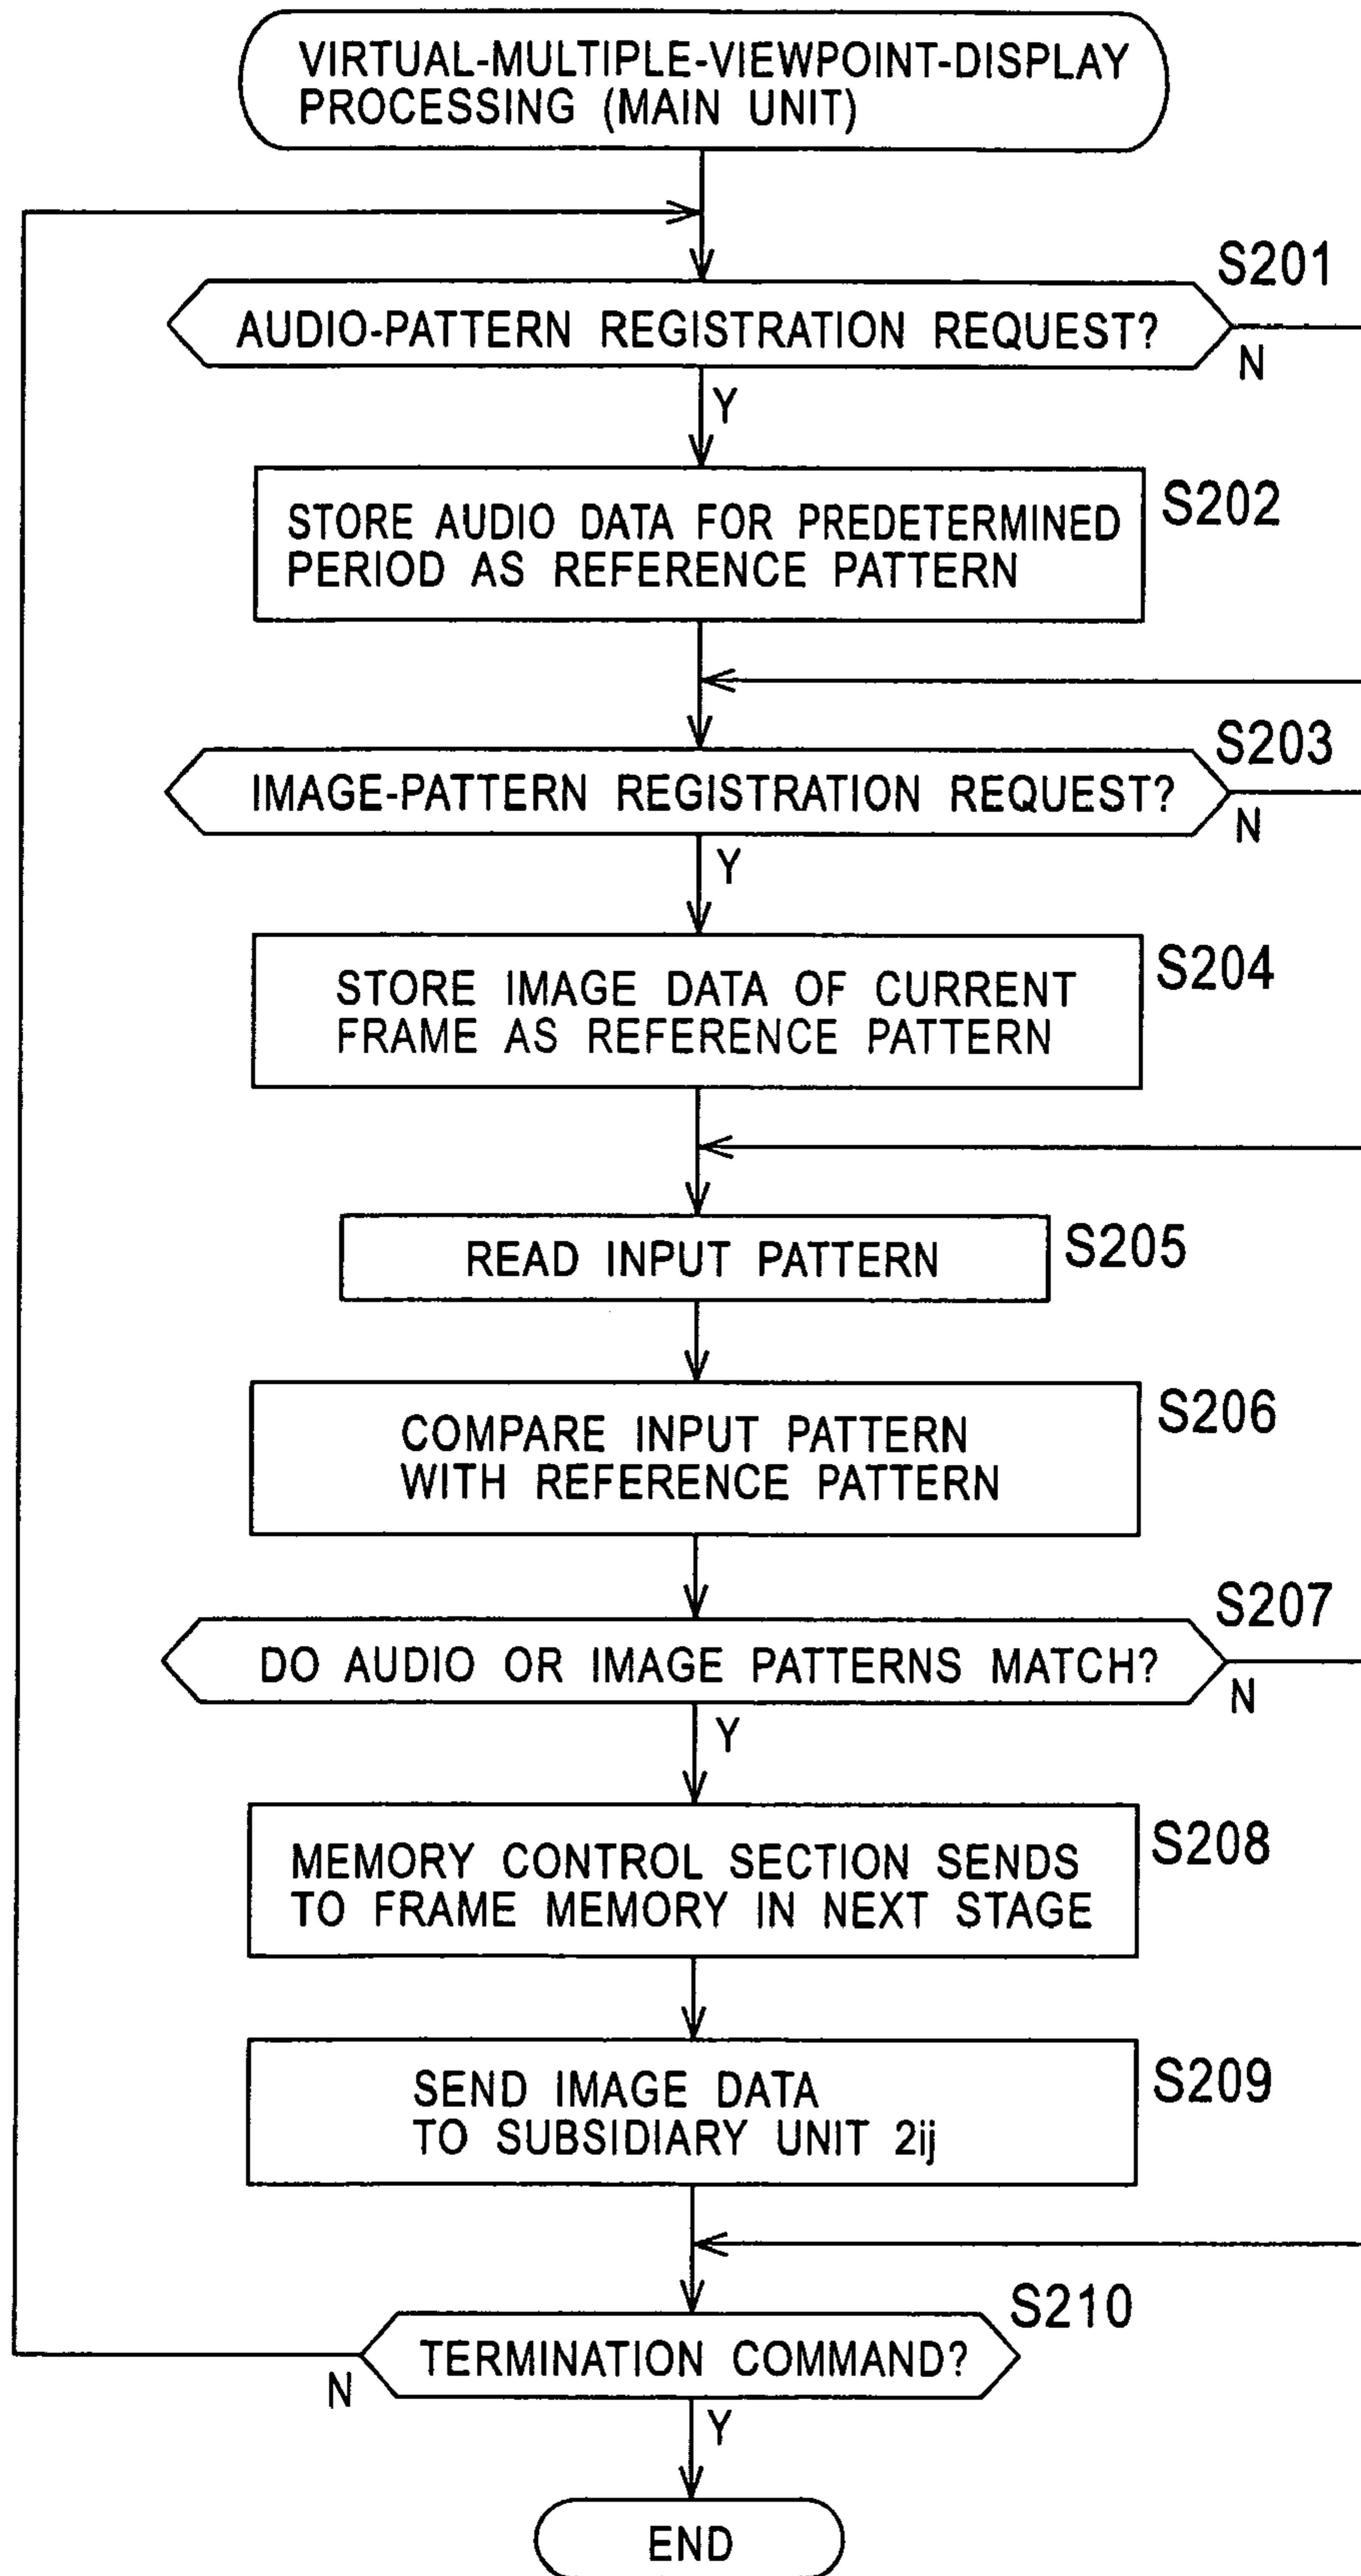 VIRTUAL-MULTIPLE-VIEWPOINT-DISPLAY
PROCESSING (MAIN UNIT)
S201
AUDIO-PATTERN REGISTRATION REQUEST?
N
Y
S202
STORE AUDIO DATA FOR PREDETERMINED
PERIOD AS REFERENCE PATTERN
S203
IMAGE-PATTERN REGISTRATION REQUEST?
N
Y
S204
STORE IMAGE DATA OF CURRENT
FRAME AS REFERENCE PATTERN
S205
READ INPUT PATTERN
S206
COMPARE INPUT PATTERN
WITH REFERENCE PATTERN
S207
DO AUDIO OR IMAGE PATTERNS MATCH?
N
Y
S208
MEMORY CONTROL SECTION SENDS
TO FRAME MEMORY IN NEXT STAGE
S209
SEND IMAGE DATA
TO SUBSIDIARY UNIT 2ij
S210
TERMINATION COMMAND?
N
Y
END